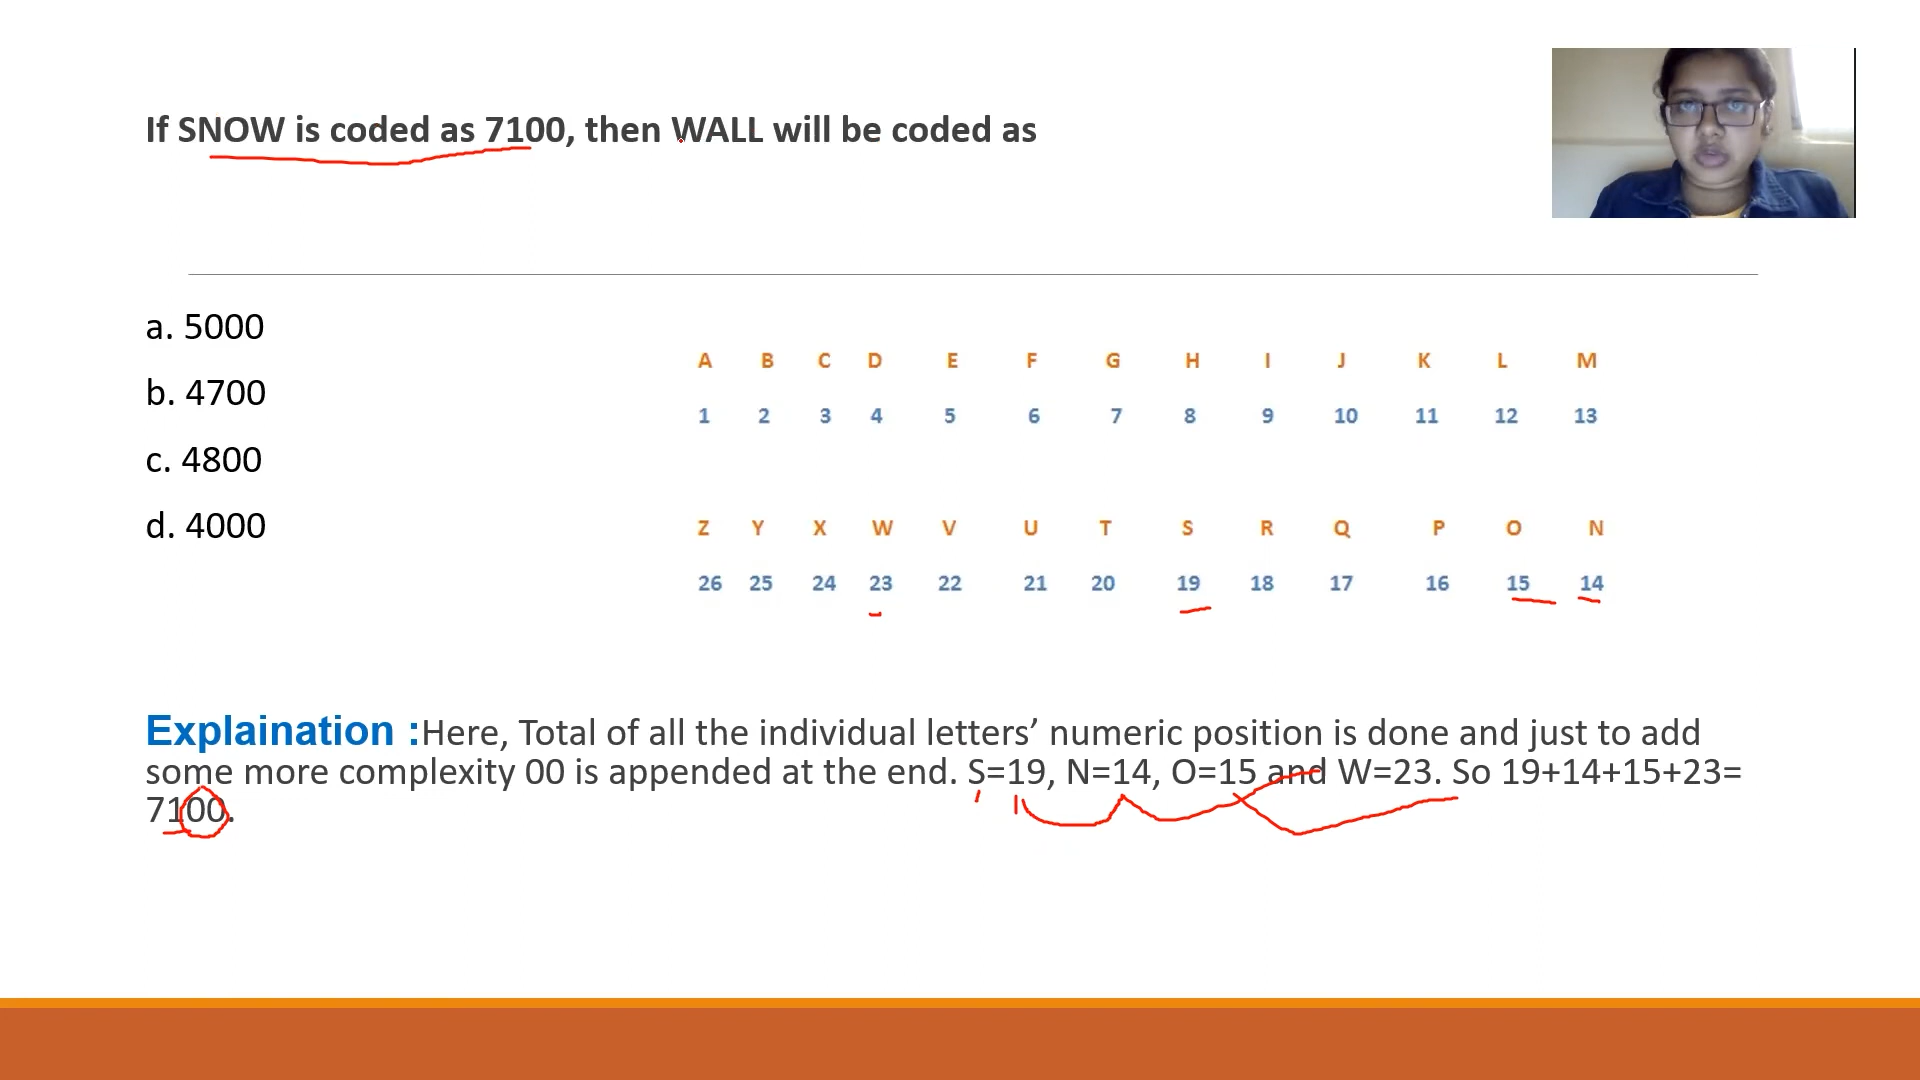 If SNOW is coded as 7100, then WALL will be coded as
a. 5000
b. 4700
c. 4800
d. 4000
A B C D E F G H I J K L M
1 2 3 4 5 6 7 8 9 10 11 12 13
Z Y X W V U T S R Q P O N
26 25 24 23 22 21 20 19 18 17 16 15 14
Explaination :Here, Total of all the individual letters’ numeric position is done and just to add
some more complexity 00 is appended at the end. S=19, N=14, O=15 and W=23. So 19+14+15+23=
7100.